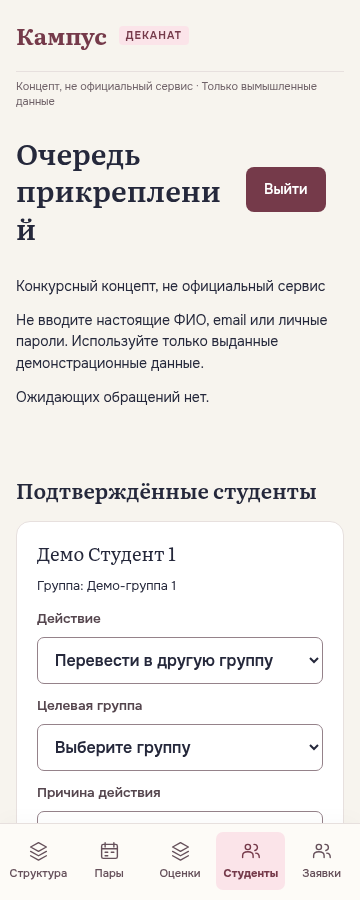 Кампус
ДЕКАНАТ
Концепт, не официальный сервис · Только вымышленные
данные
Очередь
прикреплени
й
Выйти
Конкурсный концепт, не официальный сервис
Не вводите настоящие ФИО, email или личные
пароли. Используйте только выданные
демонстрационные данные.
Ожидающих обращений нет.
Подтверждённые студенты
Демо Студент 1
Группа: Демо-группа 1
Действие
Перевести в другую группу
Целевая группа
Выберите группу
Причина действия
Структура
Пары
Оценки
Студенты
Заявки